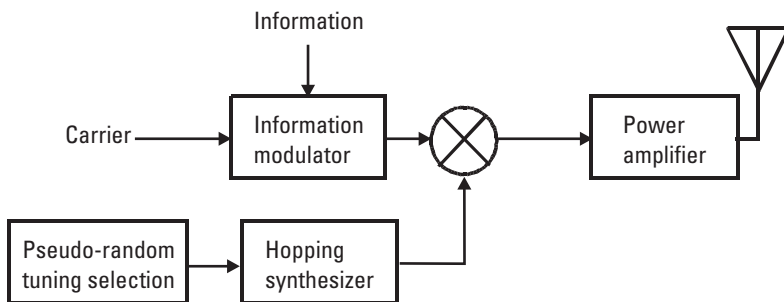 Information
Carrier
Information
modulator
Power
amplifier
Pseudo-random
tuning selection
Hopping
synthesizer